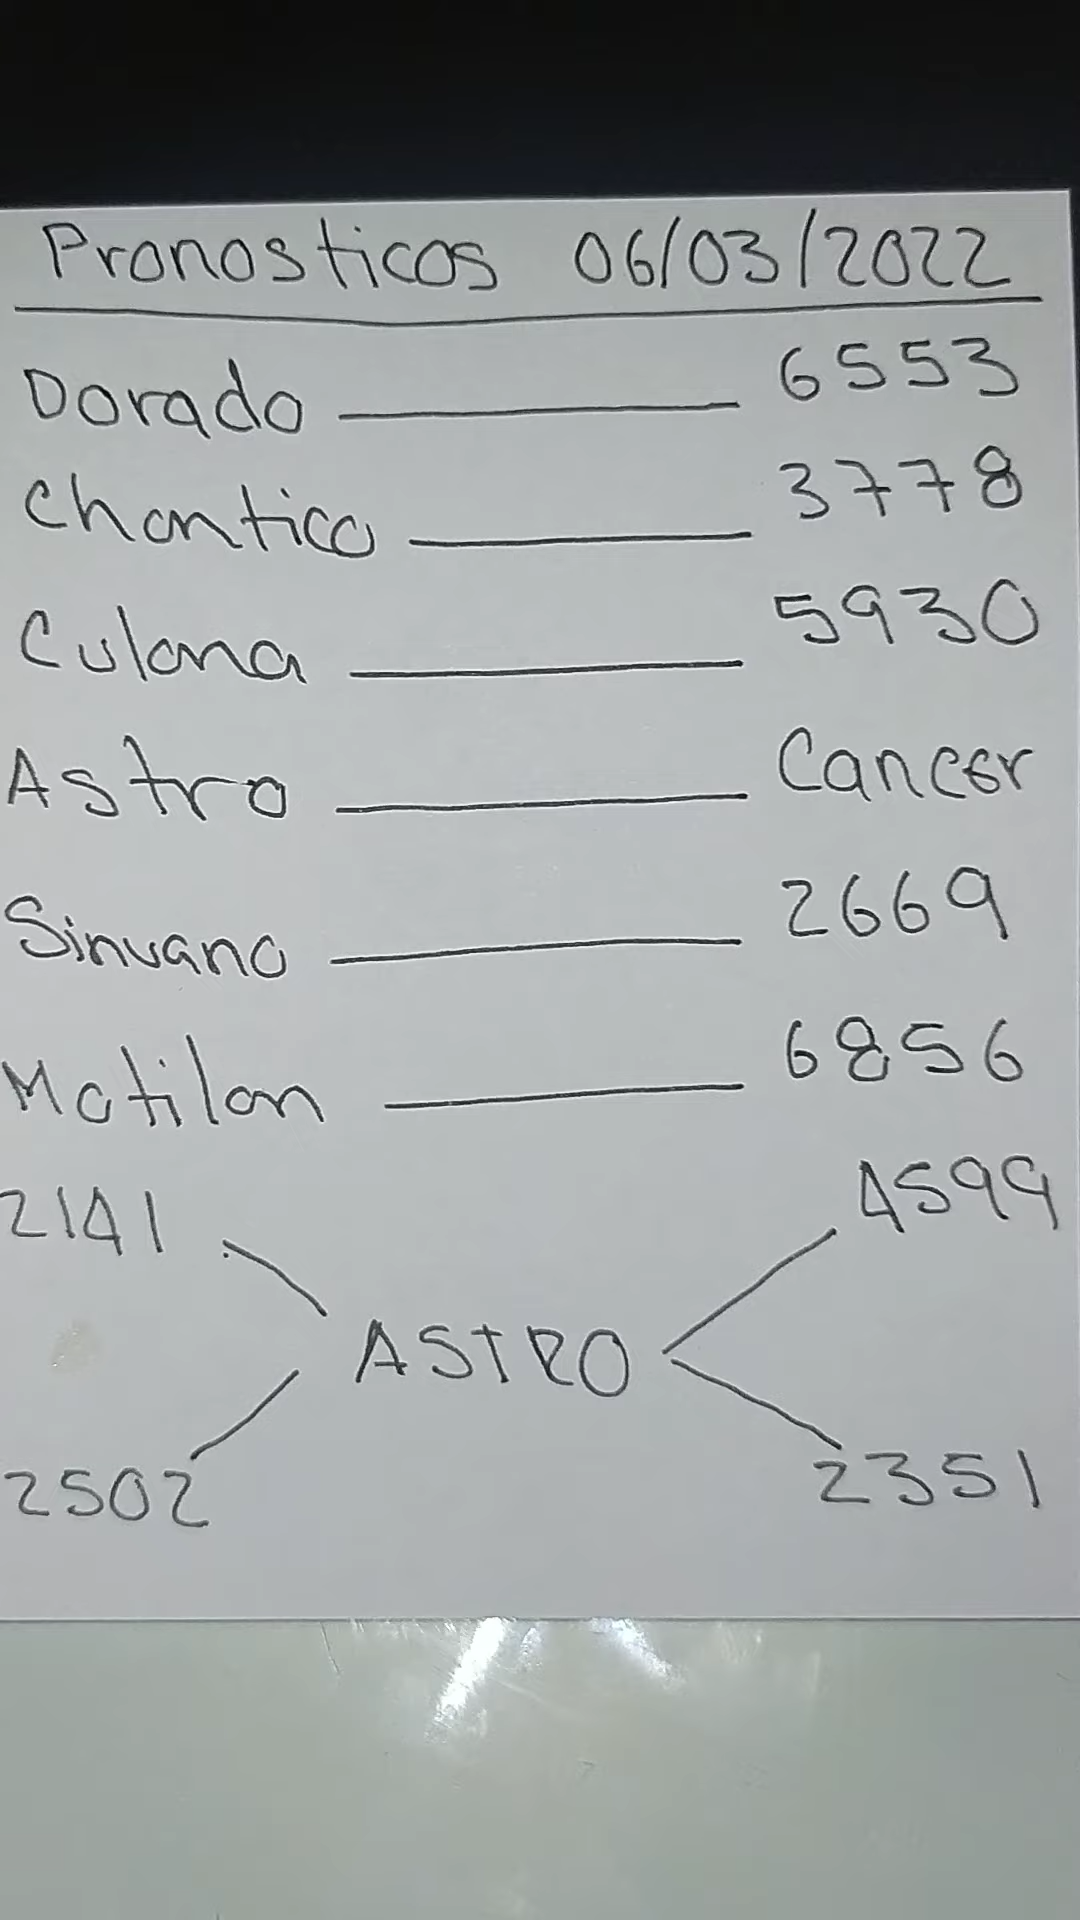 Pronosticos 06/03/2022
Dorado 6553
Chontico 3778
Culona 5930
Astro Cancer
Sinuano 2669
Motilon 6856
2141 4599
ASTRO
2502 2351